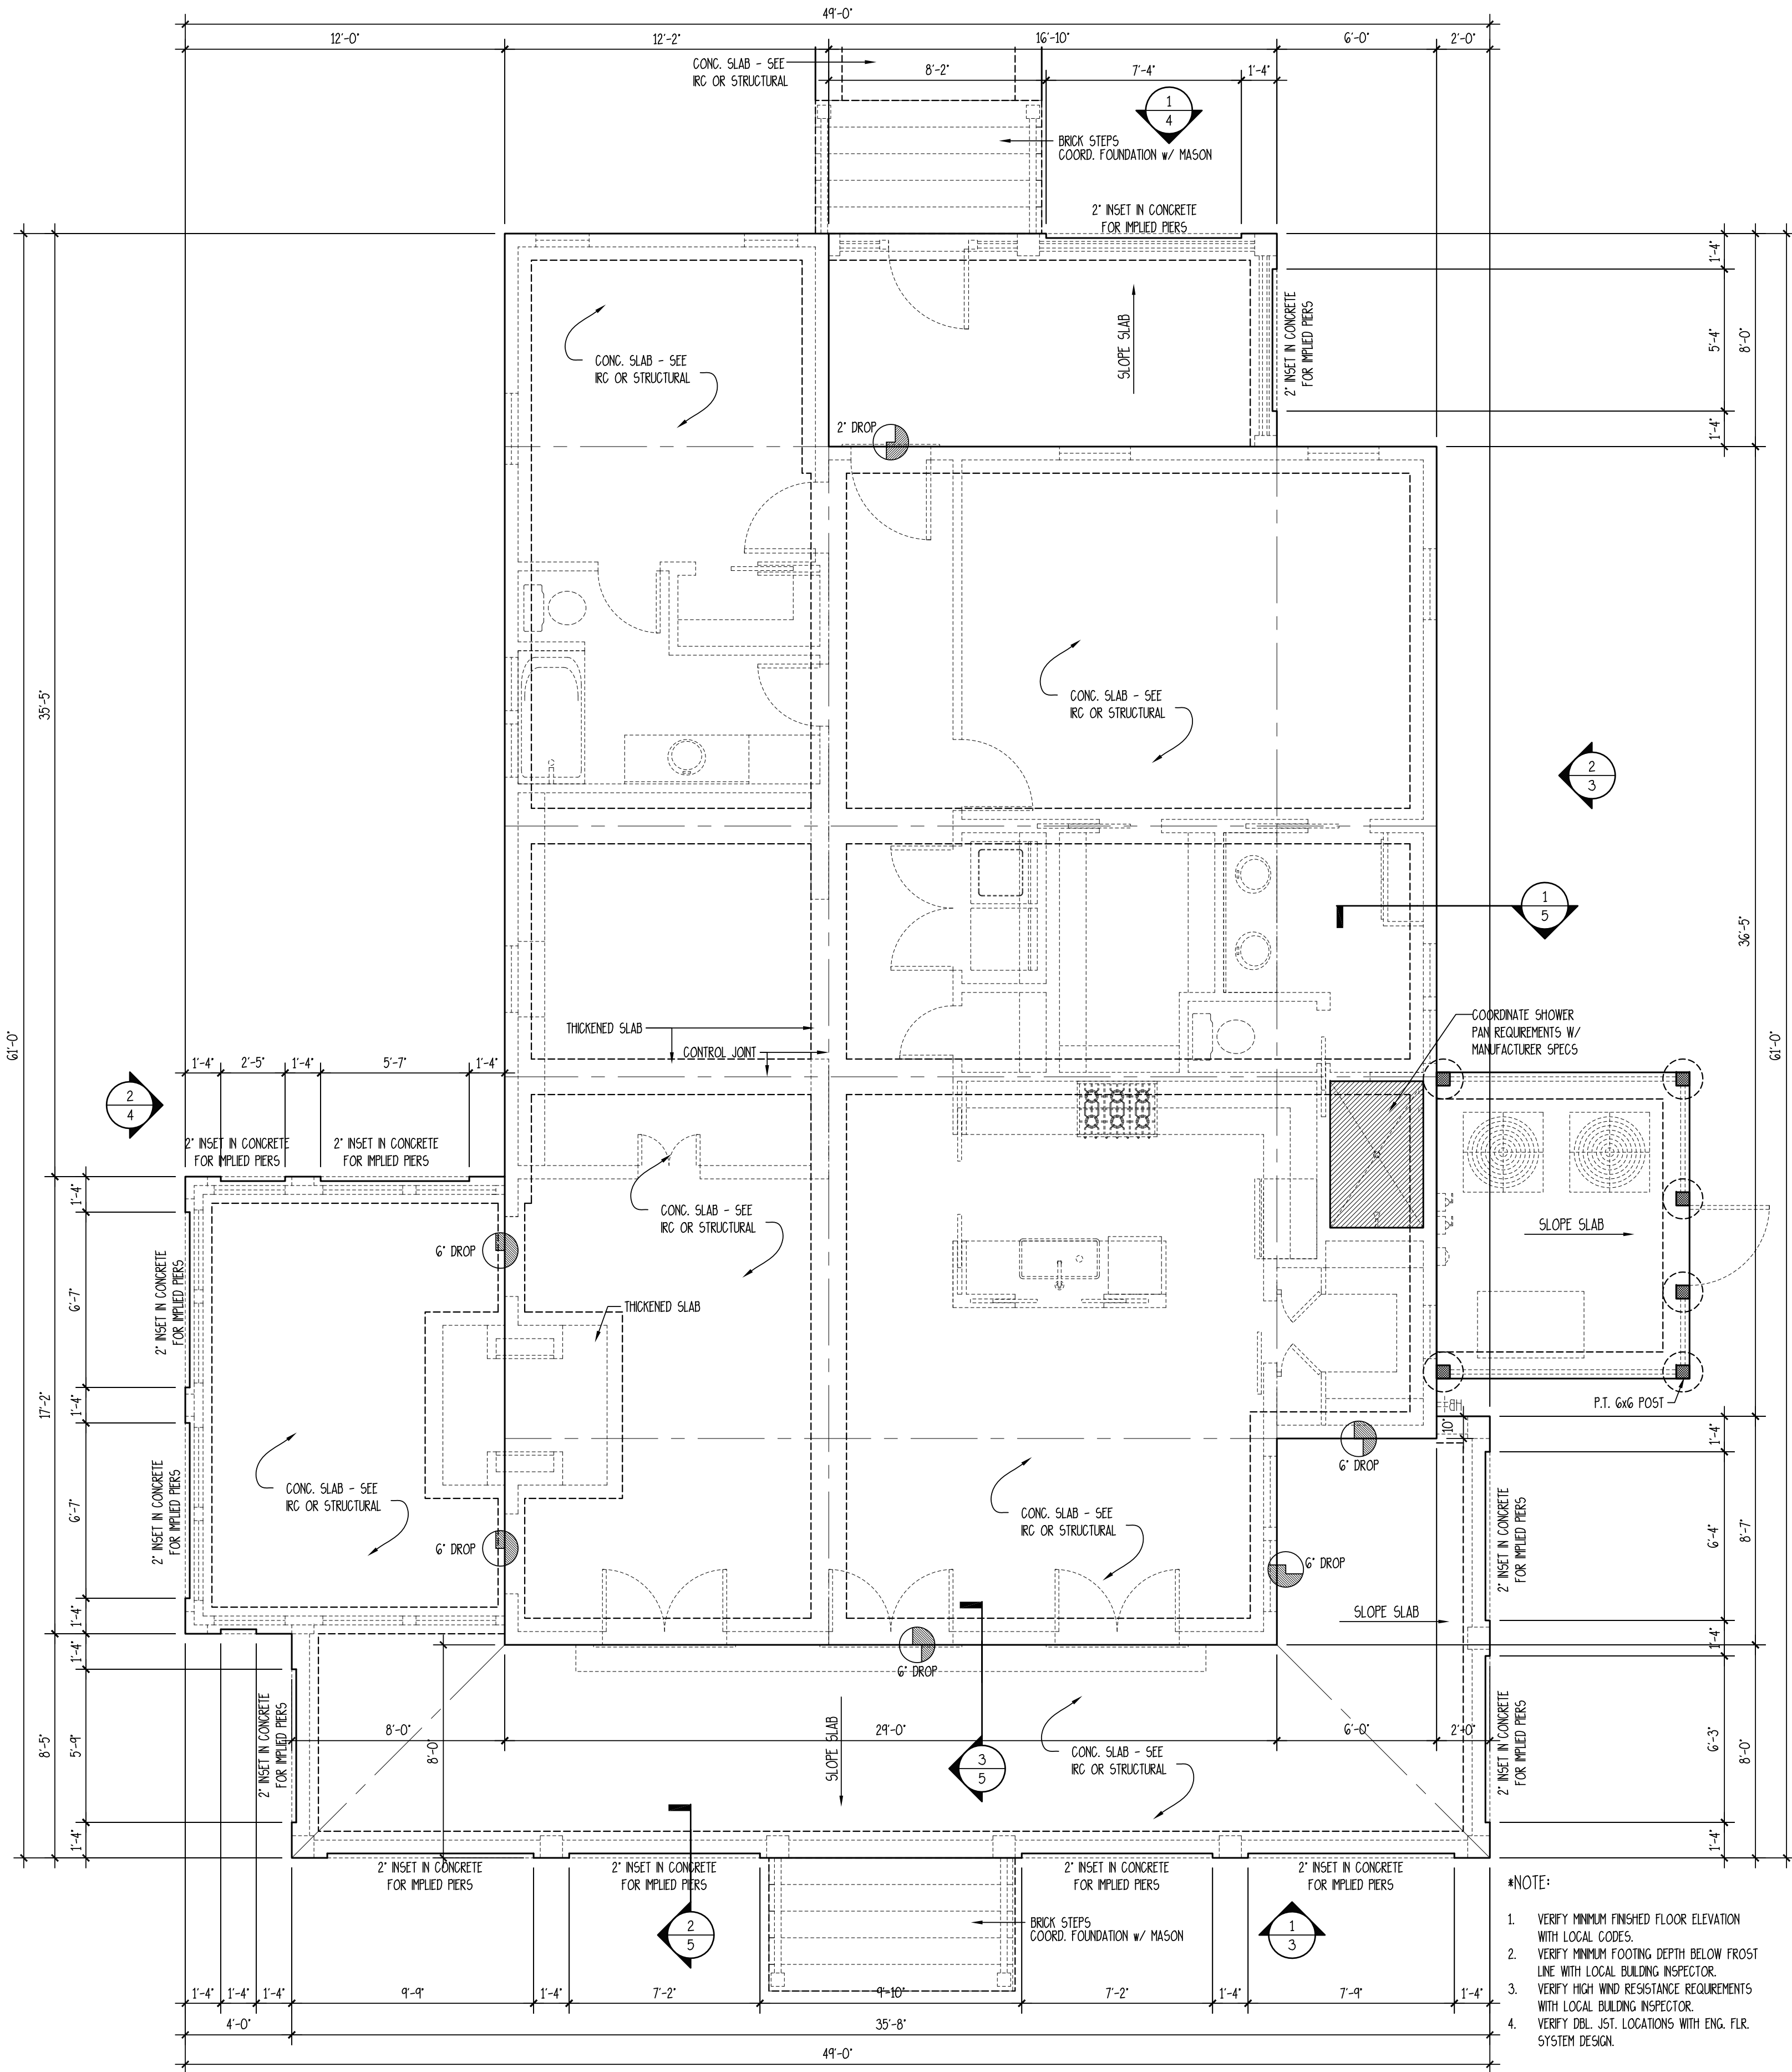 49'-0"
12'-0"
12'-2"
16'-10"
6'-0"
2'-0"
CONC. SLAB - SEE
IRC OR STRUCTURAL
8'-2"
7'-4"
1'-4"
1
4
BRICK STEPS
COORD. FOUNDATION w/ MASON
2" INSET IN CONCRETE
FOR IMPLIED PIERS
1'-4"
5'-4"
8'-0"
1'-4"
2" INSET IN CONCRETE
FOR IMPLIED PIERS
SLOPE SLAB
CONC. SLAB - SEE
IRC OR STRUCTURAL
2" DROP
35'-5"
CONC. SLAB - SEE
IRC OR STRUCTURAL
2
3
1
5
36'-5"
61'-0"
61'-0"
THICKENED SLAB
CONTROL JOINT
COORDINATE SHOWER
PAN REQUIREMENTS W/
MANUFACTURER SPECS
1'-4"
2'-5"
1'-4"
5'-7"
1'-4"
2
4
2" INSET IN CONCRETE
FOR IMPLIED PIERS
2" INSET IN CONCRETE
FOR IMPLIED PIERS
1'-4"
6'-7"
1'-4"
6'-7"
1'-4"
17'-2"
2" INSET IN CONCRETE
FOR IMPLIED PIERS
2" INSET IN CONCRETE
FOR IMPLIED PIERS
CONC. SLAB - SEE
IRC OR STRUCTURAL
6" DROP
SLOPE SLAB
THICKENED SLAB
P.T. 6x6 POST
HB
10"
6" DROP
CONC. SLAB - SEE
IRC OR STRUCTURAL
CONC. SLAB - SEE
IRC OR STRUCTURAL
6" DROP
6" DROP
SLOPE SLAB
1'-4"
6'-4"
8'-7"
1'-4"
6'-3"
8'-0"
1'-4"
2" INSET IN CONCRETE
FOR IMPLIED PIERS
2" INSET IN CONCRETE
FOR IMPLIED PIERS
6" DROP
1'-4"
5'-9"
8'-5"
1'-4"
2" INSET IN CONCRETE
FOR IMPLIED PIERS
8'-0"
8'-0"
29'-0"
6'-0"
2'-0"
SLOPE SLAB
3
5
CONC. SLAB - SEE
IRC OR STRUCTURAL
2" INSET IN CONCRETE
FOR IMPLIED PIERS
2" INSET IN CONCRETE
FOR IMPLIED PIERS
2" INSET IN CONCRETE
FOR IMPLIED PIERS
2" INSET IN CONCRETE
FOR IMPLIED PIERS
2
5
BRICK STEPS
COORD. FOUNDATION w/ MASON
1
3
1'-4"
1'-4"
1'-4"
9'-9"
1'-4"
7'-2"
9'-10"
7'-2"
1'-4"
7'-9"
1'-4"
4'-0"
35'-8"
49'-0"
*NOTE:
1. VERIFY MINIMUM FINISHED FLOOR ELEVATION
WITH LOCAL CODES.
2. VERIFY MINIMUM FOOTING DEPTH BELOW FROST
LINE WITH LOCAL BUILDING INSPECTOR.
3. VERIFY HIGH WIND RESISTANCE REQUIREMENTS
WITH LOCAL BUILDING INSPECTOR.
4. VERIFY DBL. JST. LOCATIONS WITH ENG. FLR.
SYSTEM DESIGN.